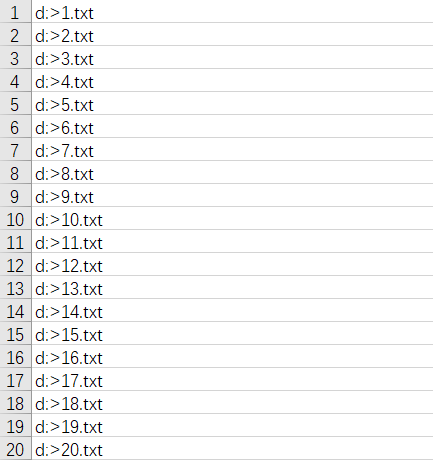 1 d:>1.txt
2 d:>2.txt
3 d:>3.txt
4 d:>4.txt
5 d:>5.txt
6 d:>6.txt
7 d:>7.txt
8 d:>8.txt
9 d:>9.txt
10 d:>10.txt
11 d:>11.txt
12 d:>12.txt
13 d:>13.txt
14 d:>14.txt
15 d:>15.txt
16 d:>16.txt
17 d:>17.txt
18 d:>18.txt
19 d:>19.txt
20 d:>20.txt